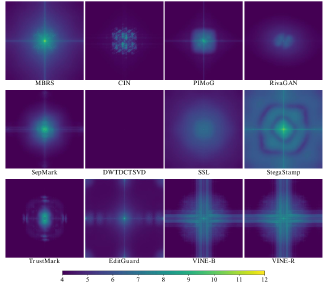 MBRS CIN PIMoG RivaGAN
SepMark DWTDCTSVD SSL StegaStamp
TrustMark EditGuard VINE-B VINE-R
4 5 6 7 8 9 10 11 12